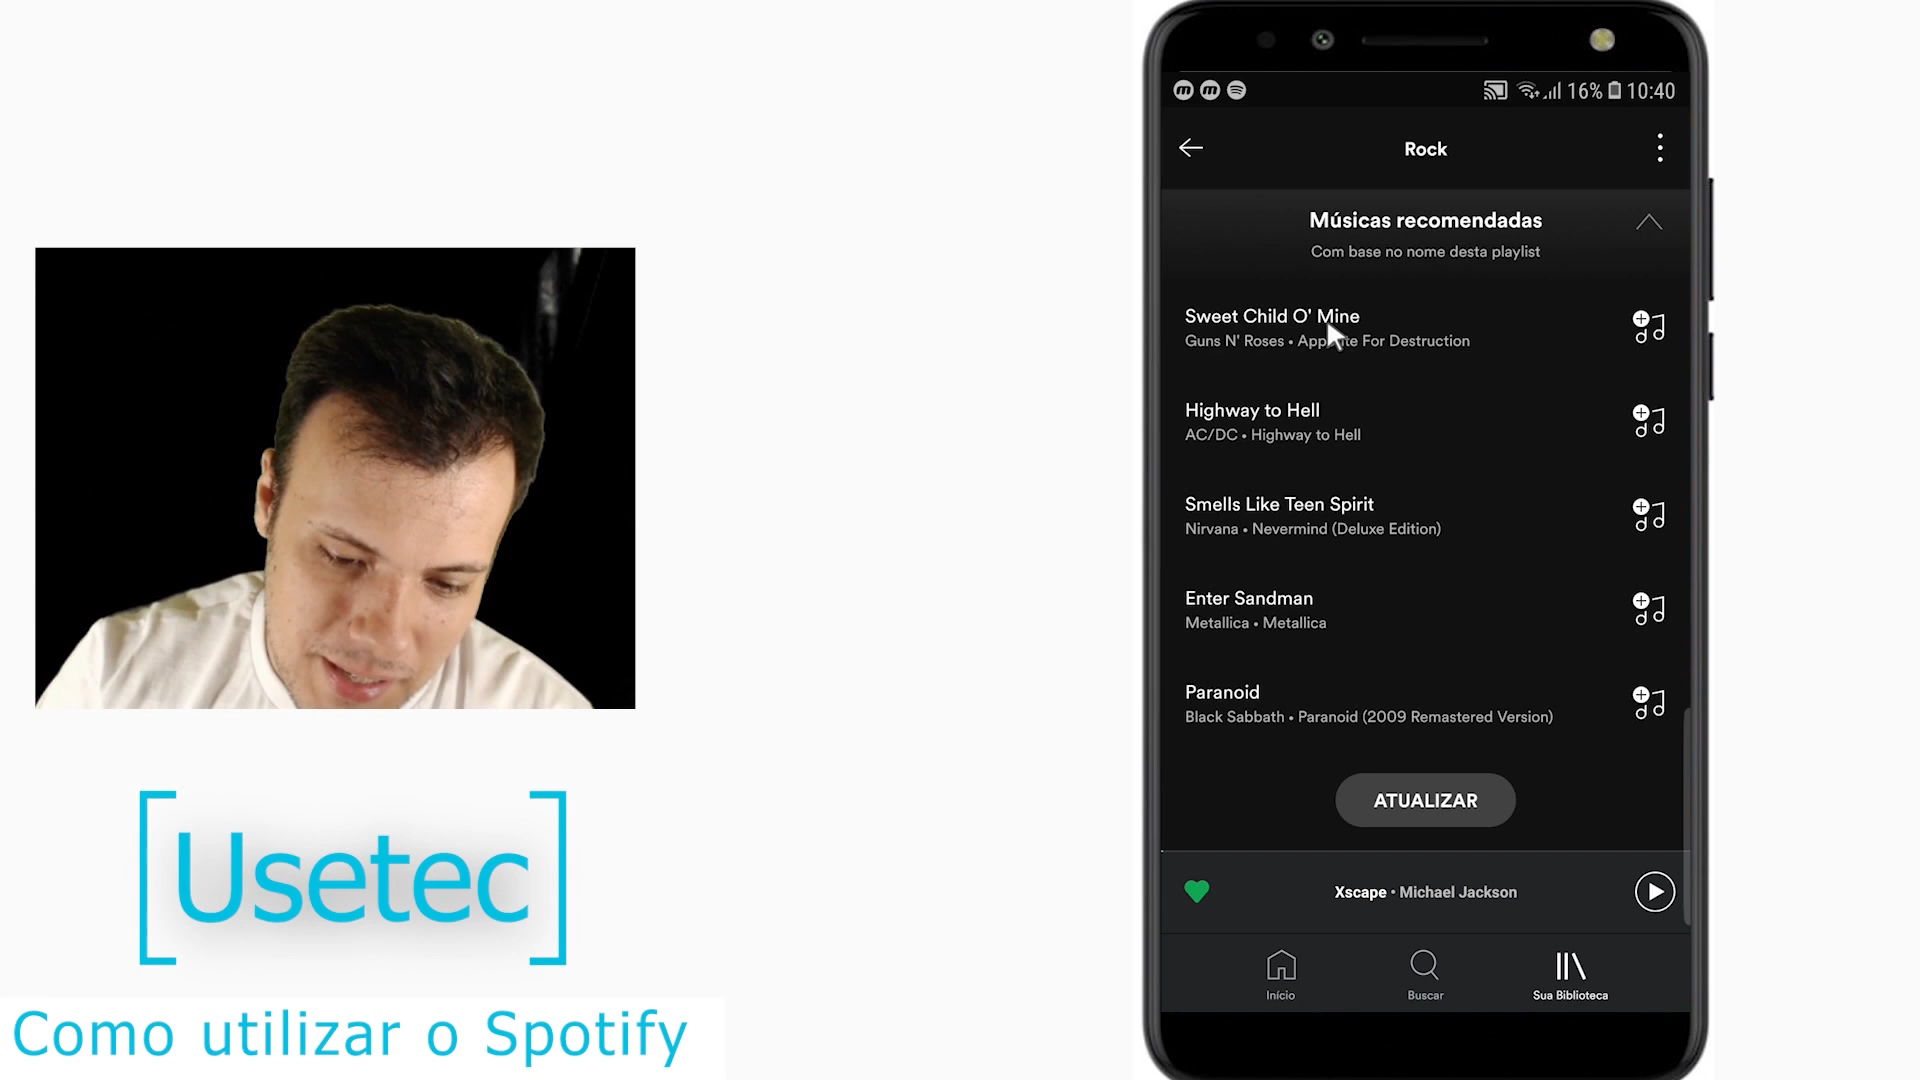 16% 10:40
Rock
Músicas recomendadas
Com base no nome desta playlist
Sweet Child O' Mine
Guns N' Roses • Appetite For Destruction
Highway to Hell
AC/DC • Highway to Hell
Smells Like Teen Spirit
Nirvana • Nevermind (Deluxe Edition)
Enter Sandman
Metallica • Metallica
Paranoid
Black Sabbath • Paranoid (2009 Remastered Version)
ATUALIZAR
Xscape • Michael Jackson
Início
Buscar
Sua Biblioteca
[Usetec]
Como utilizar o Spotify